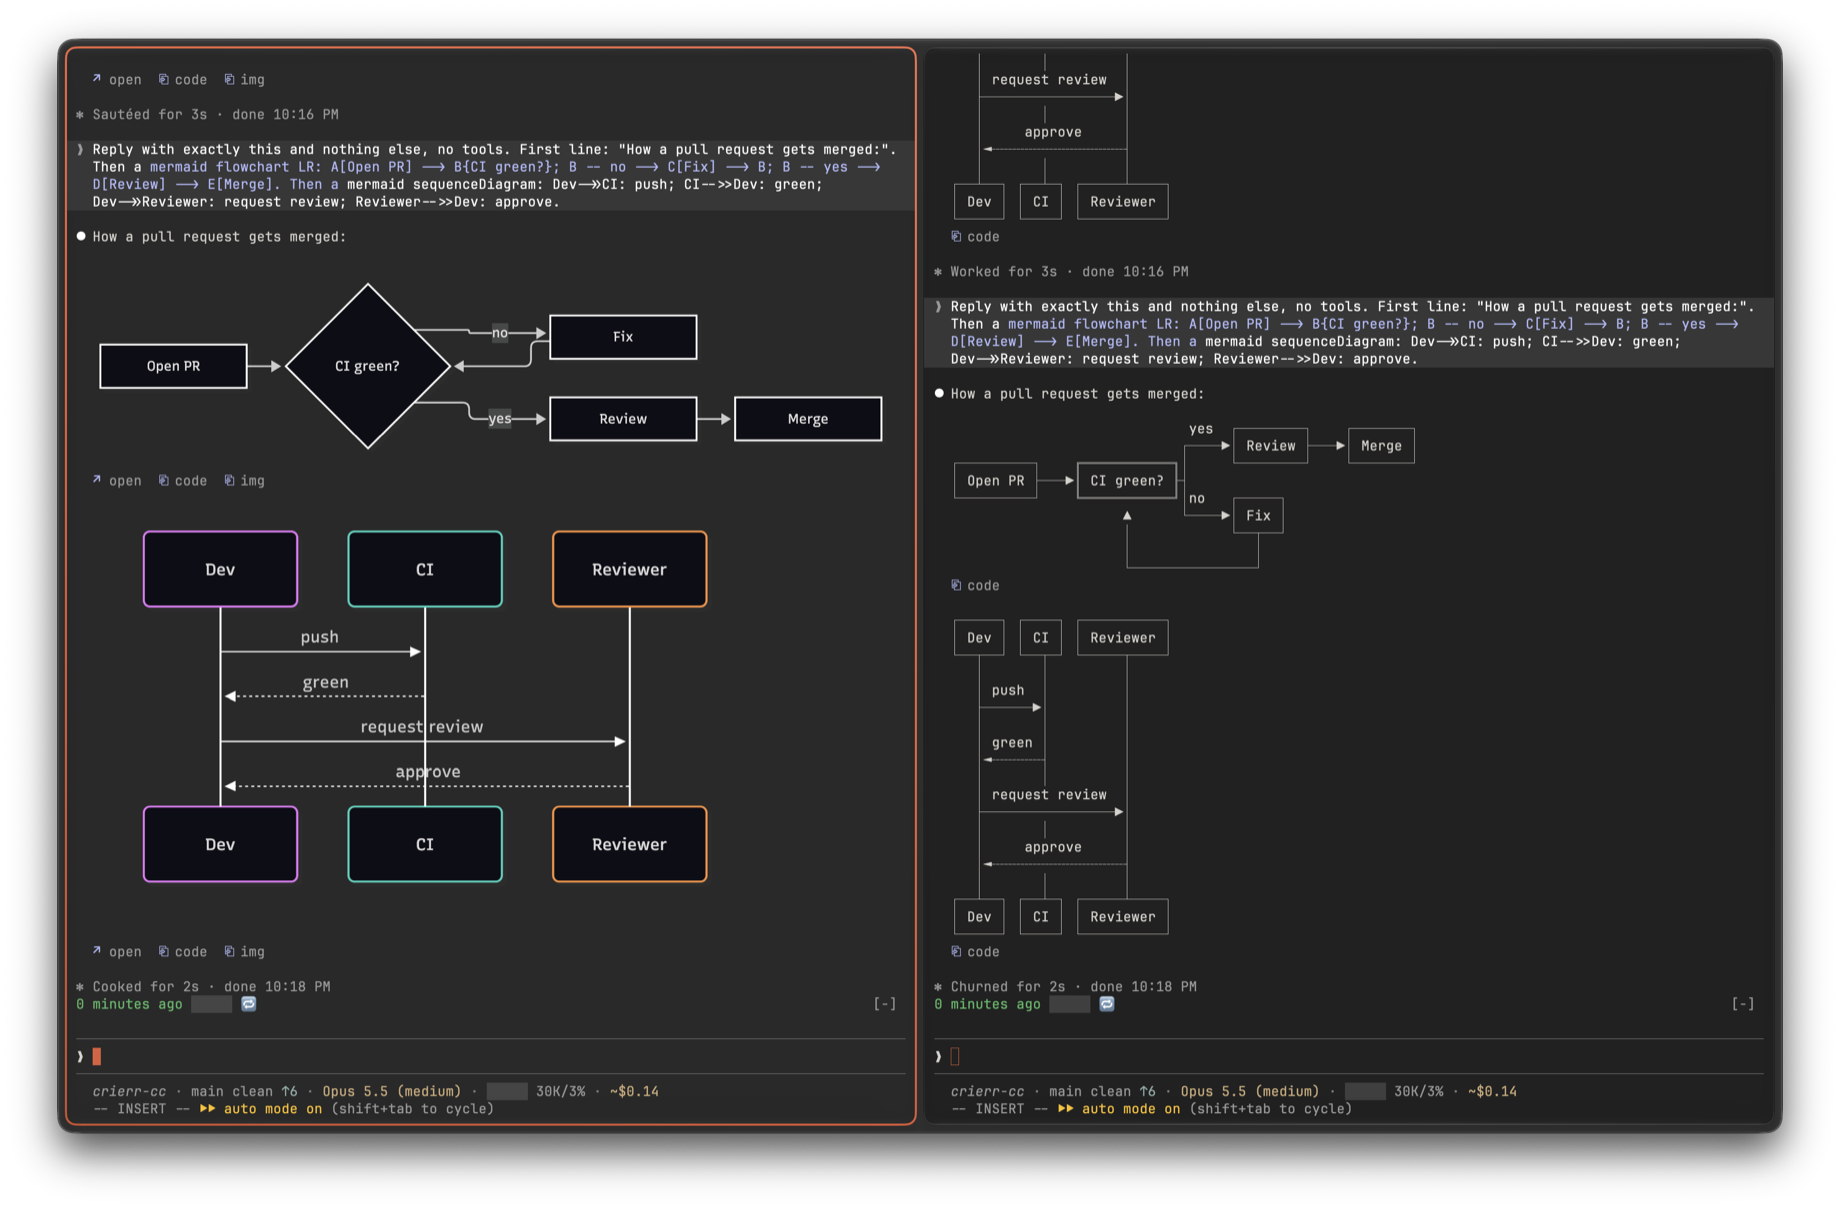 open code img
✻ Sautéed for 3s · done 10:16 PM
❯ Reply with exactly this and nothing else, no tools. First line: "How a pull request gets merged:".
Then a mermaid flowchart LR: A[Open PR] ⟶ B{CI green?}; B -- no ⟶ C[Fix] ⟶ B; B -- yes ⟶
D[Review] ⟶ E[Merge]. Then a mermaid sequenceDiagram: Dev⟶»CI: push; CI-->>Dev: green;
Dev⟶»Reviewer: request review; Reviewer-->>Dev: approve.
● How a pull request gets merged:
no
Fix
Open PR
CI green?
yes
Review
Merge
open code img
Dev CI Reviewer
push
green
request review
approve
Dev CI Reviewer
open code img
✻ Cooked for 2s · done 10:18 PM
0 minutes ago [-]
❯
crierr-cc · main clean ↑6 · Opus 5.5 (medium) · 30K/3% · ~$0.14
-- INSERT -- ⏵⏵ auto mode on (shift+tab to cycle)
request review
approve
Dev CI Reviewer
code
✻ Worked for 3s · done 10:16 PM
❯ Reply with exactly this and nothing else, no tools. First line: "How a pull request gets merged:".
Then a mermaid flowchart LR: A[Open PR] ⟶ B{CI green?}; B -- no ⟶ C[Fix] ⟶ B; B -- yes ⟶
D[Review] ⟶ E[Merge]. Then a mermaid sequenceDiagram: Dev⟶»CI: push; CI-->>Dev: green;
Dev⟶»Reviewer: request review; Reviewer-->>Dev: approve.
● How a pull request gets merged:
yes
Review
Merge
Open PR
CI green?
no
Fix
code
Dev CI Reviewer
push
green
request review
approve
Dev CI Reviewer
code
✻ Churned for 2s · done 10:18 PM
0 minutes ago [-]
❯
crierr-cc · main clean ↑6 · Opus 5.5 (medium) · 30K/3% · ~$0.14
-- INSERT -- ⏵⏵ auto mode on (shift+tab to cycle)